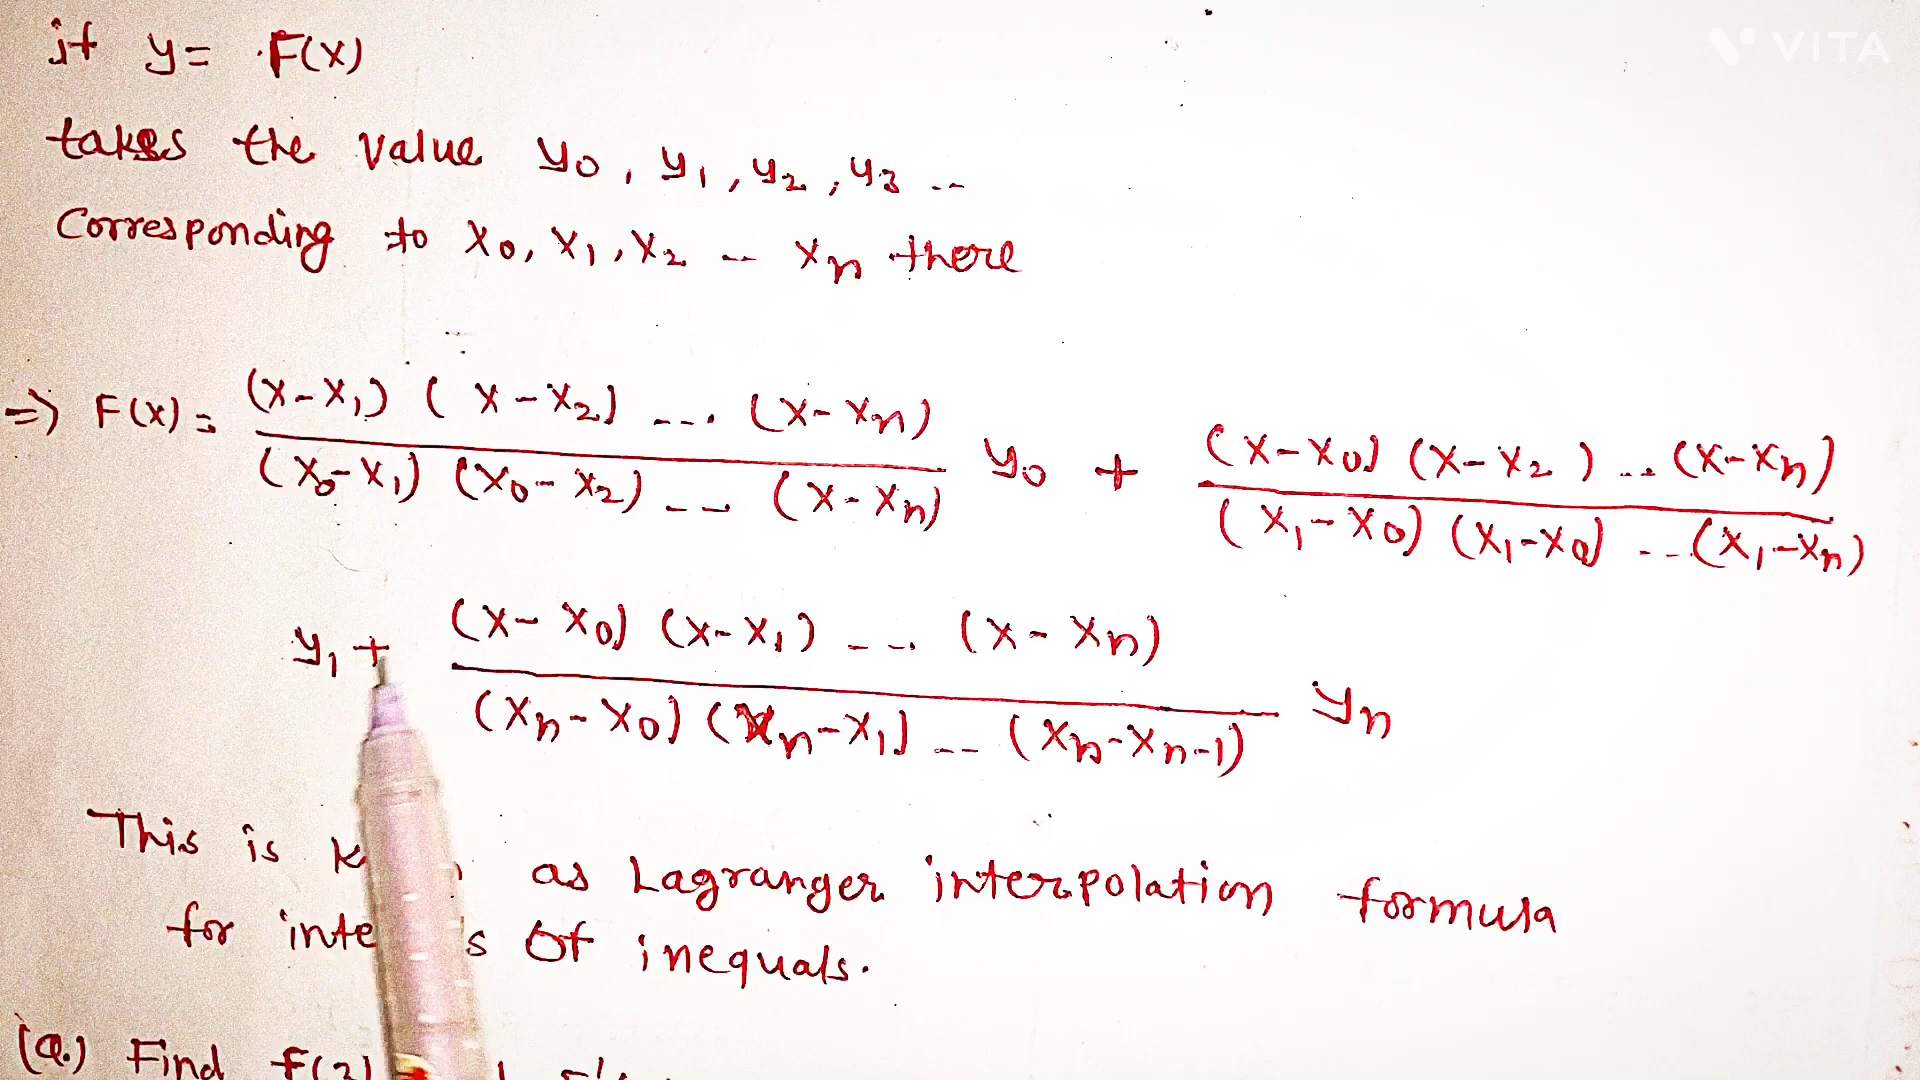 VITA
if y = F(x)
takes the value y₀, y₁, y₂, y₃ ..
Corresponding to x₀, x₁, x₂ -- xₙ there
=> F(x) = (x-x₁) (x-x₂) ---- (x-xₙ) / (x₀-x₁) (x₀-x₂) ---- (x-xₙ) y₀ + (x-x₀) (x-x₂) ... (x-xₙ) / (x₁-x₀) (x₁-x₀) ... (x₁-xₙ)
y₁ + (x-x₀) (x-x₁) ---- (x-xₙ) / (xₙ-x₀) (xₙ-x₁) -- (xₙ-xₙ₋₁) yₙ
This is as Lagranger interpolation formula
for of inequals.
(Q.) Find